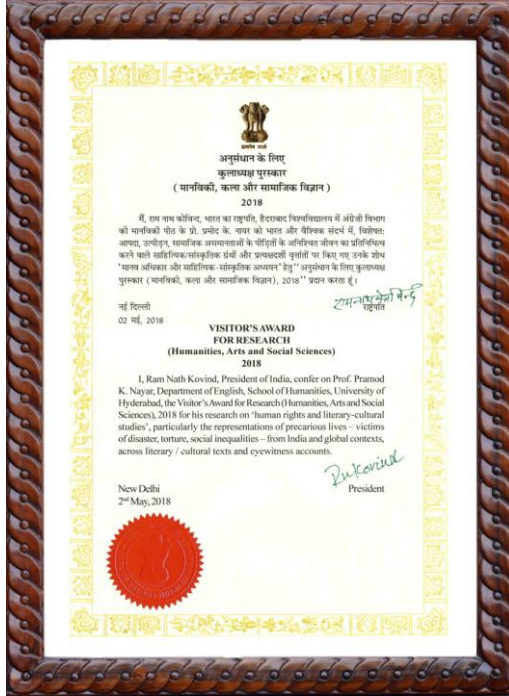 सत्यमेव जयते
अनुसंधान के लिए
कुलाध्यक्ष पुरस्कार
( मानविकी, कला और सामाजिक विज्ञान )
2018
मैं, राम नाथ कोविन्द, भारत का राष्ट्रपति, हैदराबाद विश्वविद्यालय में अंग्रेजी विभाग
की मानविकी पीठ के प्रो. प्रमोद के. नायर को भारत और वैश्विक संदर्भ में, विशेषत:
आपदा, उत्पीड़न, सामाजिक असमानताओं के पीड़ितों के अनिश्चित जीवन का प्रतिनिधित्व
करने वाले साहित्यिक/सांस्कृतिक ग्रंथों और प्रत्यक्षदर्शी वृत्तांतों पर किए गए उनके शोध
'मानव अधिकार और साहित्यिक-सांस्कृतिक अध्ययन' हेतु "अनुसंधान के लिए कुलाध्यक्ष
पुरस्कार (मानविकी, कला और सामाजिक विज्ञान), 2018" प्रदान करता हूं।
राम नाथ कोविन्द
नई दिल्ली राष्ट्रपति
02 मई, 2018
VISITOR'S AWARD
FOR RESEARCH
(Humanities, Arts and Social Sciences)
2018
I, Ram Nath Kovind, President of India, confer on Prof. Pramod
K. Nayar, Department of English, School of Humanities, University of
Hyderabad, the Visitor's Award for Research (Humanities, Arts and Social
Sciences), 2018 for his research on 'human rights and literary-cultural
studies', particularly the representations of precarious lives – victims
of disaster, torture, social inequalities – from India and global contexts,
across literary / cultural texts and eyewitness accounts.
RnKovind
New Delhi President
2nd May, 2018